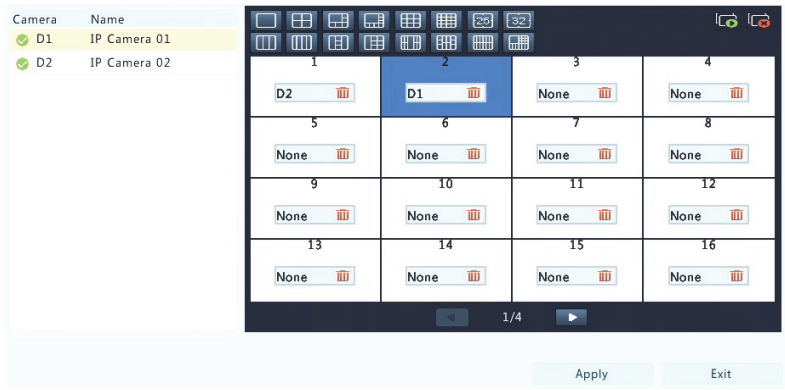 Camera Name
D1 IP Camera 01
D2 IP Camera 02
25 32
1 2 3 4
D2 D1 None None
5 6 7 8
None None None None
9 10 11 12
None None None None
13 14 15 16
None None None None
1/4
Apply Exit